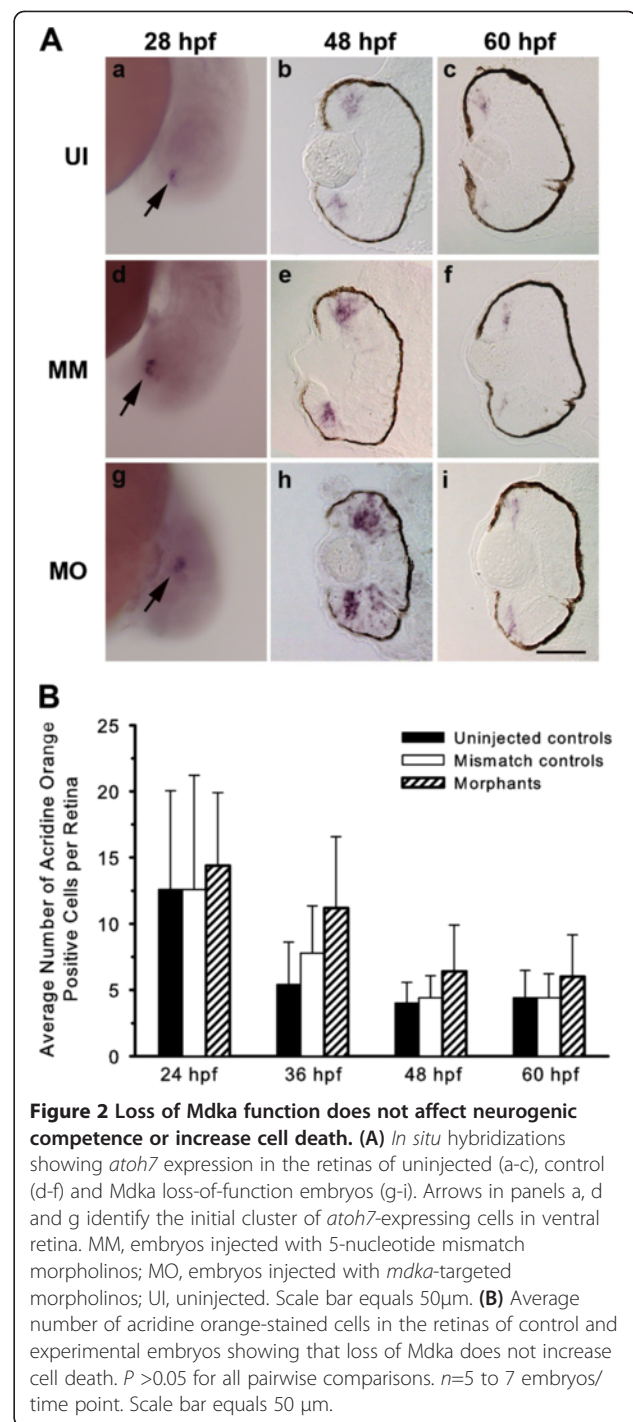 A
28 hpf 48 hpf 60 hpf
a b c
UI
d e f
MM
g h i
MO
B
25
20
15
10
5
0
Average Number of Acridine Orange
Positive Cells per Retina
Uninjected controls
Mismatch controls
Morphants
24 hpf 36 hpf 48 hpf 60 hpf
Figure 2 Loss of Mdka function does not affect neurogenic
competence or increase cell death. (A) In situ hybridizations
showing atoh7 expression in the retinas of uninjected (a-c), control
(d-f) and Mdka loss-of-function embryos (g-i). Arrows in panels a, d
and g identify the initial cluster of atoh7-expressing cells in ventral
retina. MM, embryos injected with 5-nucleotide mismatch
morpholinos; MO, embryos injected with mdka-targeted
morpholinos; UI, uninjected. Scale bar equals 50μm. (B) Average
number of acridine orange-stained cells in the retinas of control and
experimental embryos showing that loss of Mdka does not increase
cell death. P >0.05 for all pairwise comparisons. n=5 to 7 embryos/
time point. Scale bar equals 50 μm.